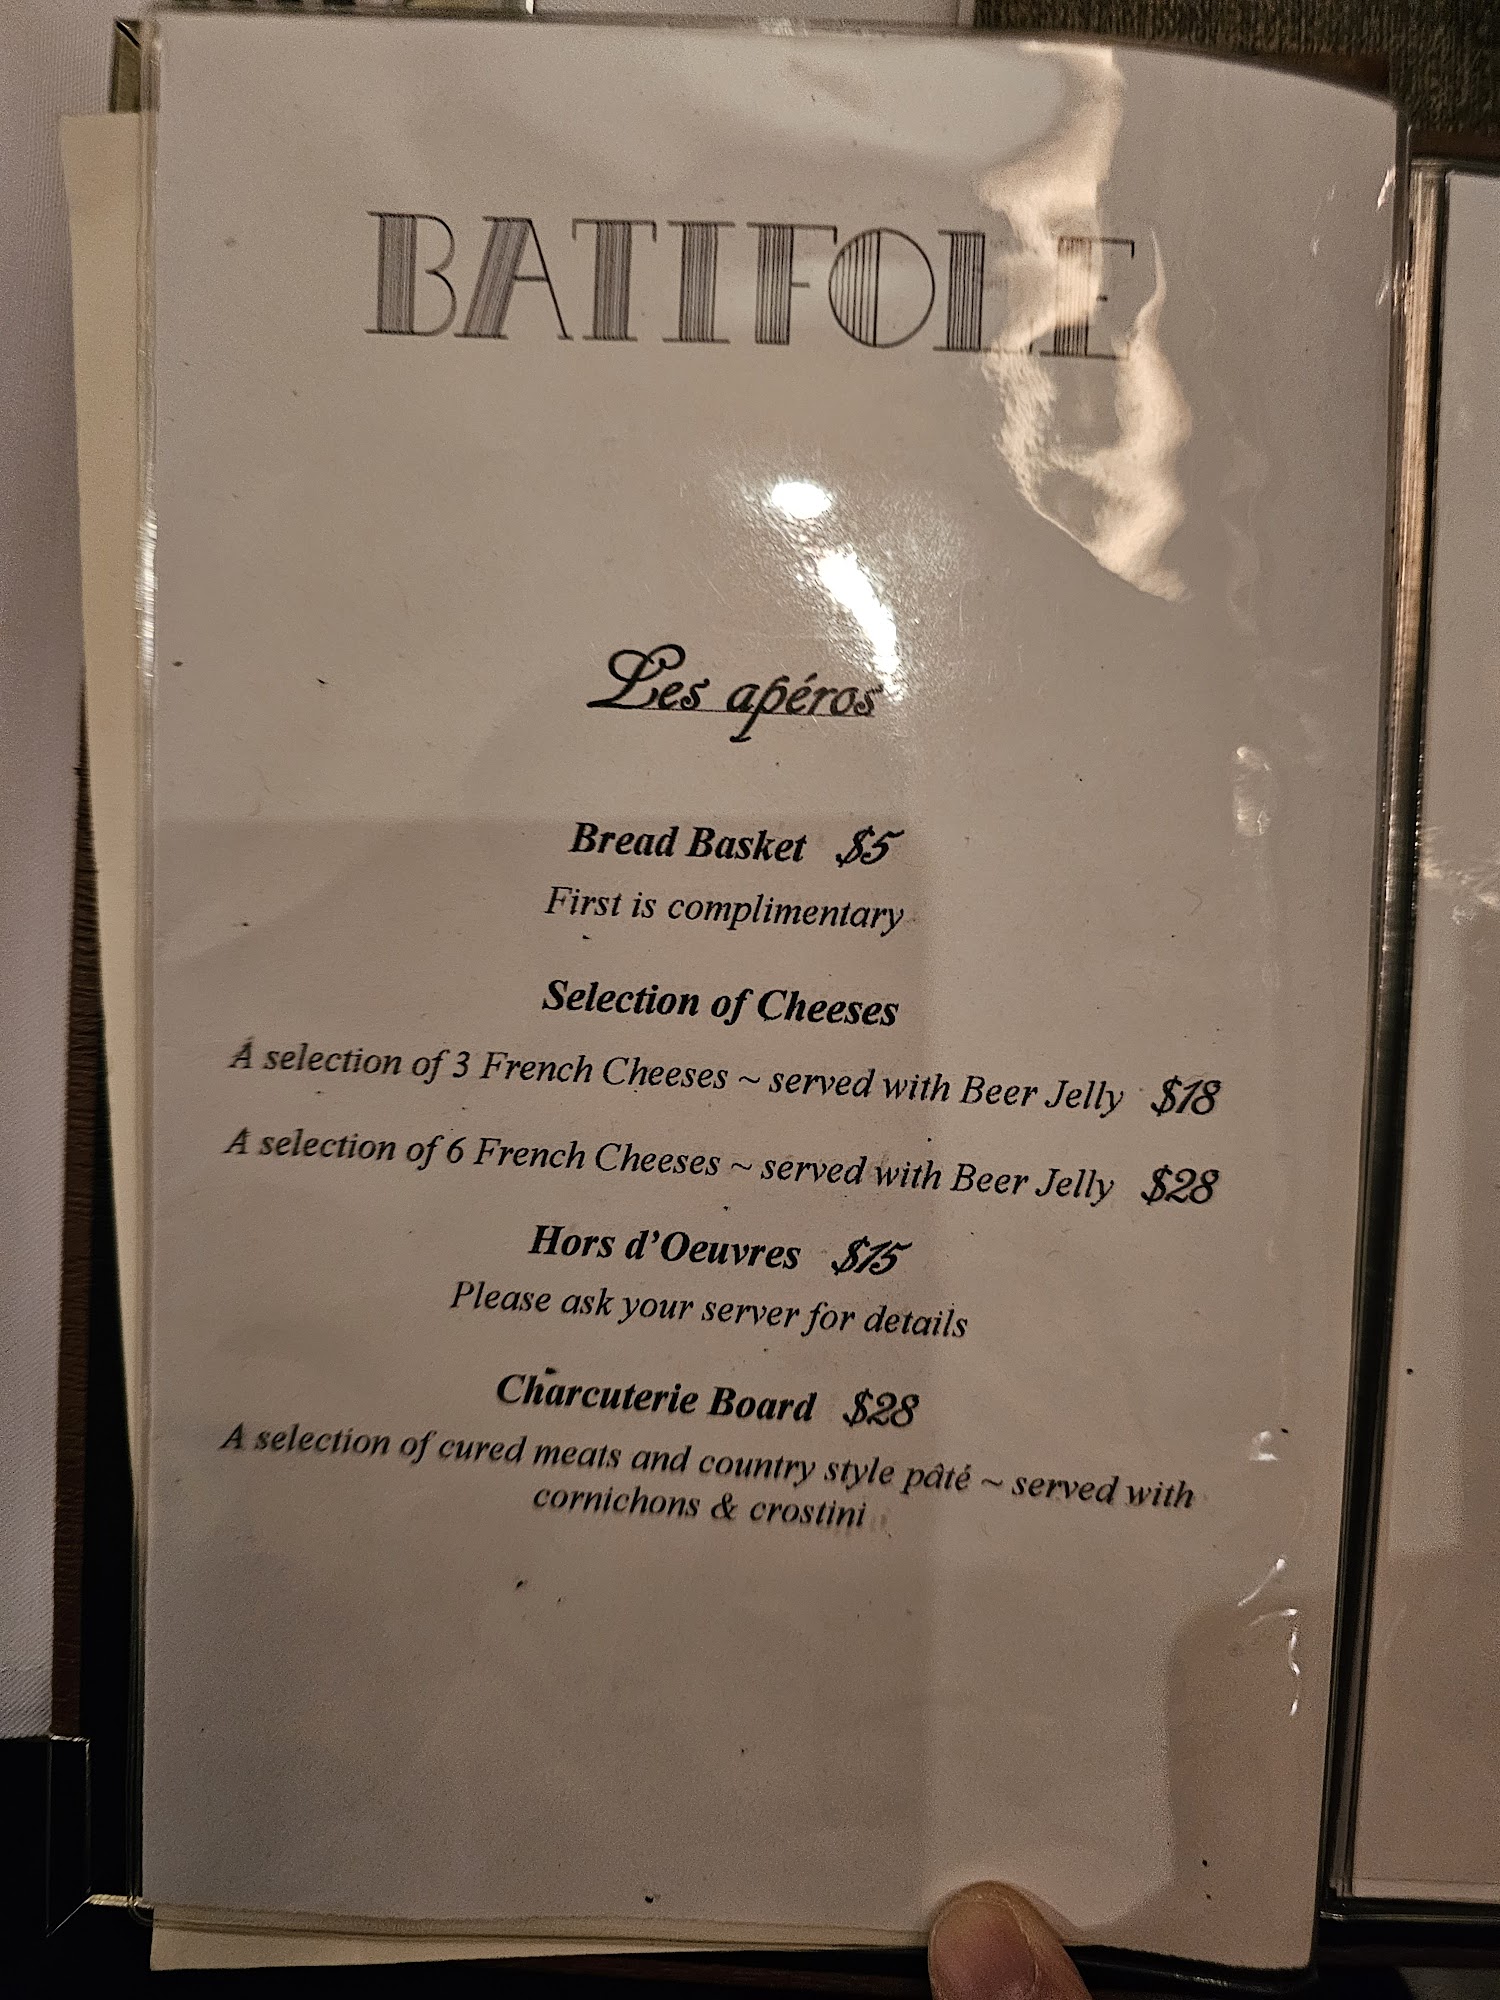 BATIFOLE
Les apéros
Bread Basket $5
First is complimentary
Selection of Cheeses
A selection of 3 French Cheeses ~ served with Beer Jelly $18
A selection of 6 French Cheeses ~ served with Beer Jelly $28
Hors d'Oeuvres $15
Please ask your server for details
Charcuterie Board $28
A selection of cured meats and country style pâté ~ served with
cornichons & crostini